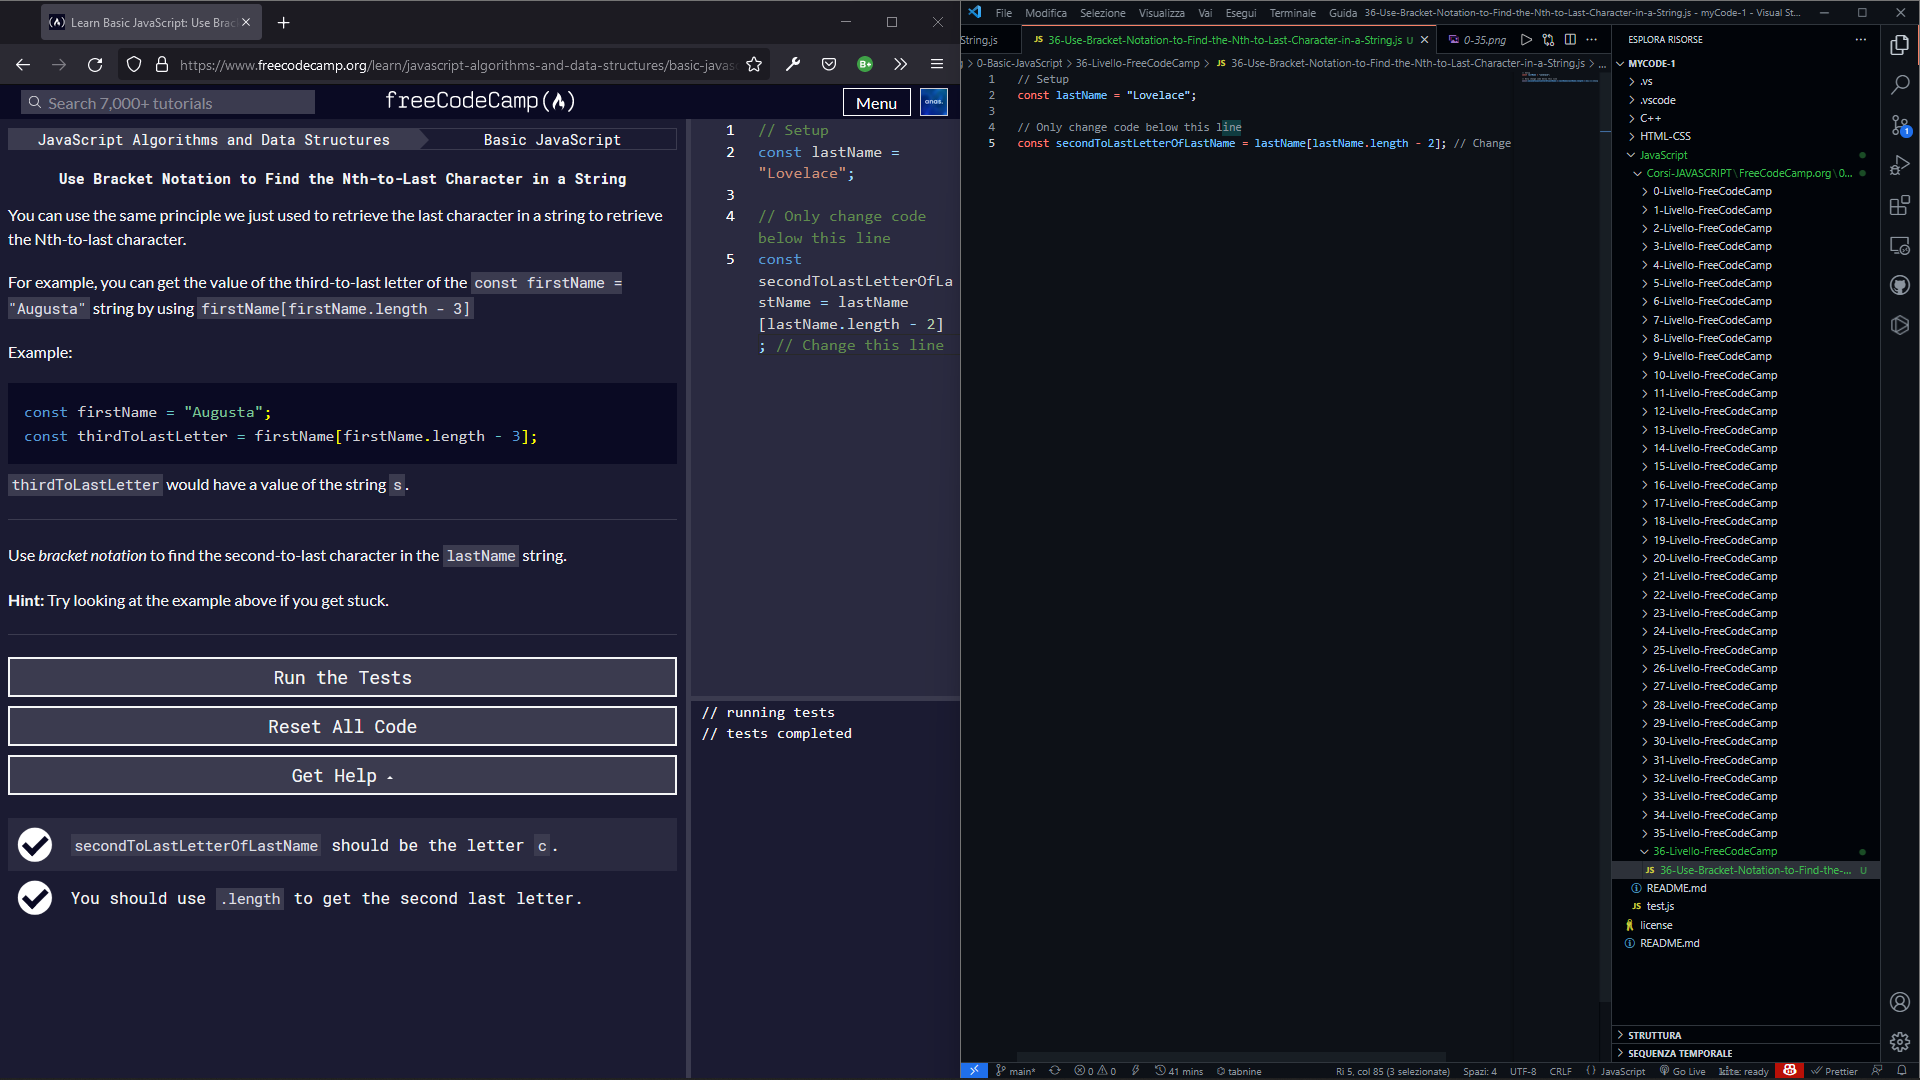 Learn Basic JavaScript: Use Brac
https://www.freecodecamp.org/learn/javascript-algorithms-and-data-structures/basic-javas
Search 7,000+ tutorials
freeCodeCamp(🔥)
Menu
anas.
JavaScript Algorithms and Data Structures
Basic JavaScript
Use Bracket Notation to Find the Nth-to-Last Character in a String
You can use the same principle we just used to retrieve the last character in a string to retrieve
the Nth-to-last character.
For example, you can get the value of the third-to-last letter of the const firstName =
"Augusta" string by using firstName[firstName.length - 3]
Example:
const firstName = "Augusta";
const thirdToLastLetter = firstName[firstName.length - 3];
thirdToLastLetter would have a value of the string s.
Use bracket notation to find the second-to-last character in the lastName string.
Hint: Try looking at the example above if you get stuck.
Run the Tests
Reset All Code
Get Help
secondToLastLetterOfLastName should be the letter c.
You should use .length to get the second last letter.
1 // Setup
2 const lastName =
"Lovelace";
3
4 // Only change code
below this line
5 const
secondToLastLetterOfLa
stName = lastName
[lastName.length - 2]
; // Change this line
// running tests
// tests completed
File Modifica Selezione Visualizza Vai Esegui Terminale Guida 36-Use-Bracket-Notation-to-Find-the-Nth-to-Last-Character-in-a-String.js - myCode-1 - Visual St...
String.js
JS 36-Use-Bracket-Notation-to-Find-the-Nth-to-Last-Character-in-a-String.js U
0-35.png
0-Basic-JavaScript > 36-Livello-FreeCodeCamp > JS 36-Use-Bracket-Notation-to-Find-the-Nth-to-Last-Character-in-a-String.js > ...
1 // Setup
2 const lastName = "Lovelace";
3
4 // Only change code below this line
5 const secondToLastLetterOfLastName = lastName[lastName.length - 2]; // Change
ESPLORA RISORSE
MYCODE-1
.vs
.vscode
C++
HTML-CSS
JavaScript
Corsi-JAVASCRIPT\FreeCodeCamp.org\0...
0-Livello-FreeCodeCamp
1-Livello-FreeCodeCamp
2-Livello-FreeCodeCamp
3-Livello-FreeCodeCamp
4-Livello-FreeCodeCamp
5-Livello-FreeCodeCamp
6-Livello-FreeCodeCamp
7-Livello-FreeCodeCamp
8-Livello-FreeCodeCamp
9-Livello-FreeCodeCamp
10-Livello-FreeCodeCamp
11-Livello-FreeCodeCamp
12-Livello-FreeCodeCamp
13-Livello-FreeCodeCamp
14-Livello-FreeCodeCamp
15-Livello-FreeCodeCamp
16-Livello-FreeCodeCamp
17-Livello-FreeCodeCamp
18-Livello-FreeCodeCamp
19-Livello-FreeCodeCamp
20-Livello-FreeCodeCamp
21-Livello-FreeCodeCamp
22-Livello-FreeCodeCamp
23-Livello-FreeCodeCamp
24-Livello-FreeCodeCamp
25-Livello-FreeCodeCamp
26-Livello-FreeCodeCamp
27-Livello-FreeCodeCamp
28-Livello-FreeCodeCamp
29-Livello-FreeCodeCamp
30-Livello-FreeCodeCamp
31-Livello-FreeCodeCamp
32-Livello-FreeCodeCamp
33-Livello-FreeCodeCamp
34-Livello-FreeCodeCamp
35-Livello-FreeCodeCamp
36-Livello-FreeCodeCamp
JS 36-Use-Bracket-Notation-to-Find-the-... U
README.md
JS test.js
license
README.md
STRUTTURA
SEQUENZA TEMPORALE
1
main*
0 0
41 mins
tabnine
Ri 5, col 85 (3 selezionate)
Spazi: 4
UTF-8
CRLF
JavaScript
Go Live
kite: ready
Prettier